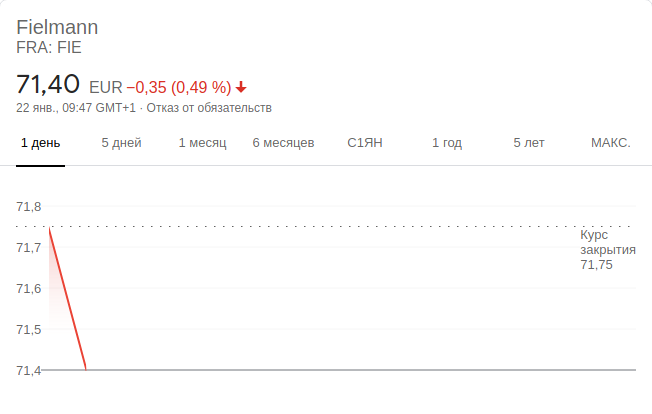 Fielmann
FRA: FIE
71,40 EUR −0,35 (0,49 %)
22 янв., 09:47 GMT+1 · Отказ от обязательств
1 день 5 дней 1 месяц 6 месяцев С1ЯН 1 год 5 лет МАКС.
71,8
Курс
71,7 закрытия
71,75
71,6
71,5
71,4